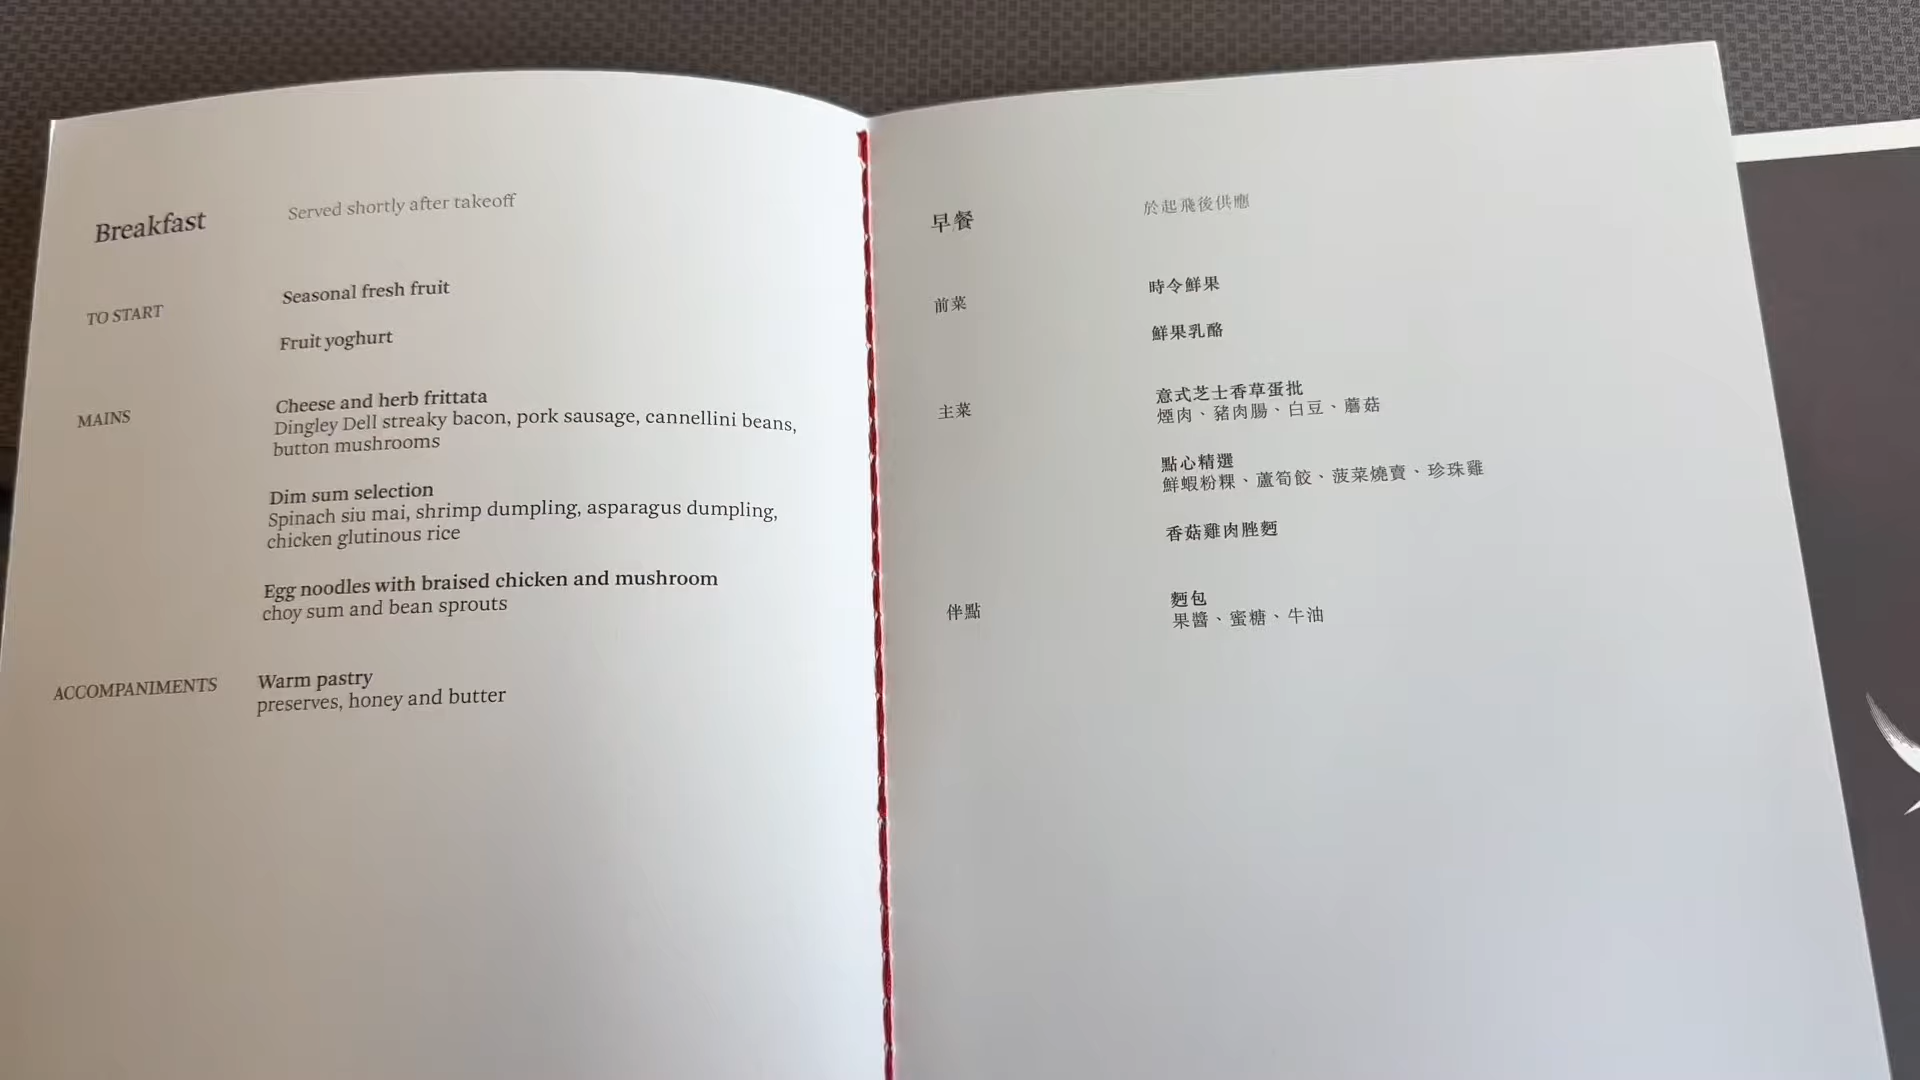 Breakfast
Served shortly after takeoff
TO START
Seasonal fresh fruit
Fruit yoghurt
MAINS
Cheese and herb frittata
Dingley Dell streaky bacon, pork sausage, cannellini beans,
button mushrooms
Dim sum selection
Spinach siu mai, shrimp dumpling, asparagus dumpling,
chicken glutinous rice
Egg noodles with braised chicken and mushroom
choy sum and bean sprouts
ACCOMPANIMENTS
Warm pastry
preserves, honey and butter
早餐
於起飛後供應
前菜
時令鮮果
鮮果乳酪
主菜
意式芝士香草蛋批
煙肉、豬肉腸、白豆、蘑菇
點心精選
鮮蝦粉粿、蘆筍餃、菠菜燒賣、珍珠雞
香菇雞肉脞麪
伴點
麪包
果醬、蜜糖、牛油